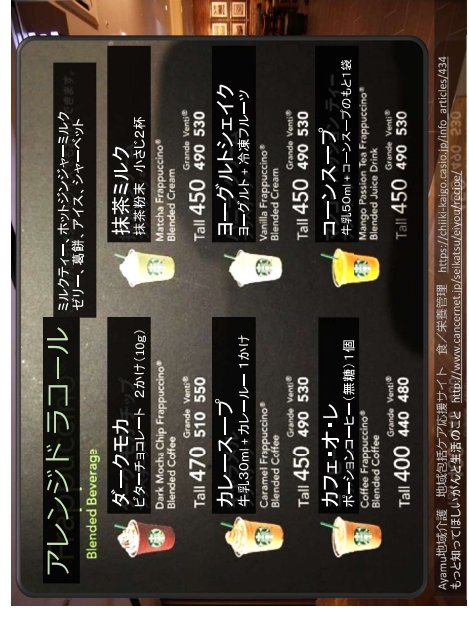 アレンジド ラコール
Blended Beverage
ミルクティー、ホットジンジャーミルク
ゼリー、葛餅、アイス、シャーベット
ダークモカ
ビターチョコレート 2かけ(10g)
Dark Mocha Chip Frappuccino®
Blended Coffee
Grande Venti®
Tall 470 510 550
抹茶ミルク
抹茶粉末 小さじ2杯
Matcha Frappuccino®
Blended Cream
Grande Venti®
Tall 450 490 530
カレースープ
牛乳30ml+カレールー1かけ
Caramel Frappuccino®
Blended Coffee
Grande Venti®
Tall 450 490 530
ヨーグルトシェイク
ヨーグルト+冷凍フルーツ
Vanilla Frappuccino®
Blended Cream
Grande Venti®
Tall 450 490 530
カフェ・オ・レ
ポーションコーヒー(無糖)1個
Coffee Frappuccino®
Blended Coffee
Grande Venti®
Tall 400 440 480
コーンスープ
牛乳50ml+コーンスープのもと1袋
Mango Passion Tea Frappuccino®
Blended Juice Drink
Grande Venti®
Tall 450 490 530
Ayamu地域介護 地域包括ケア応援サイト 食/栄養管理 https://chiiki-kaigo.casio.jp/info_articles/434
もっと知ってほしいがんと生活のこと http://www.cancernet.jp/seikatsu/eiyou/recipe/